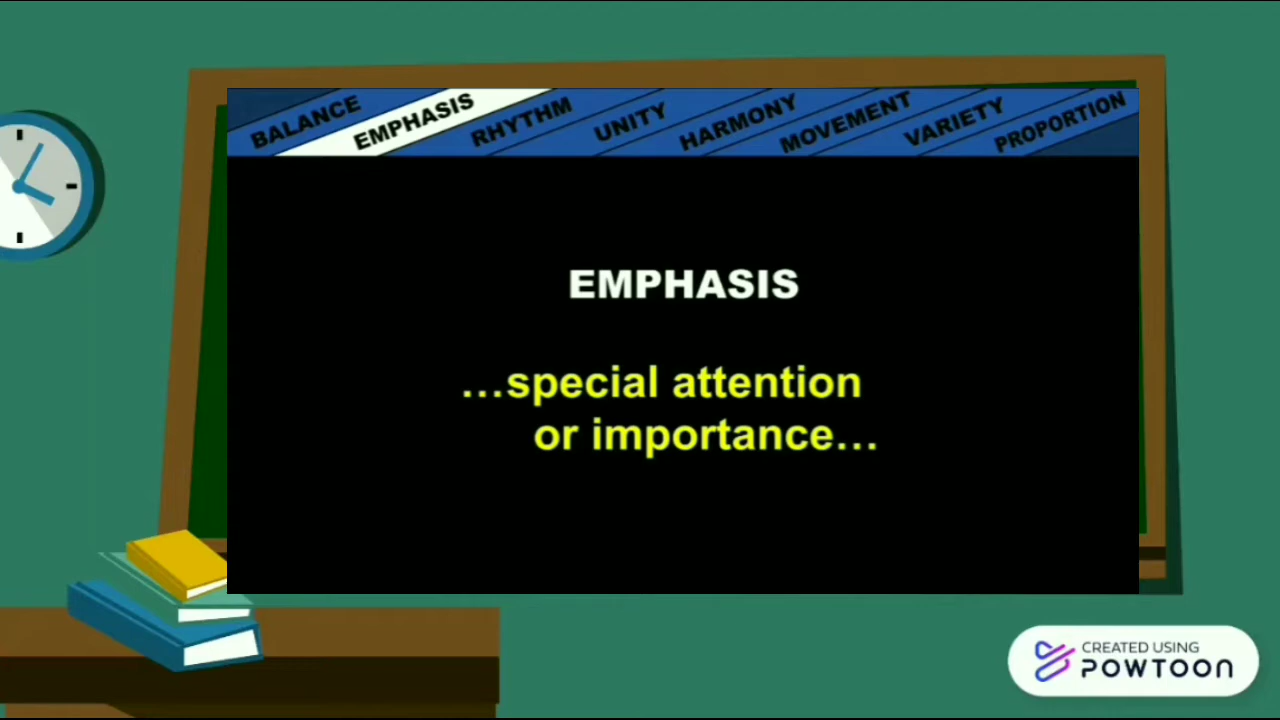 BALANCE
EMPHASIS
RHYTHM
UNITY
HARMONY
MOVEMENT
VARIETY
PROPORTION
EMPHASIS
...special attention
or importance...
CREATED USING
POWTOON